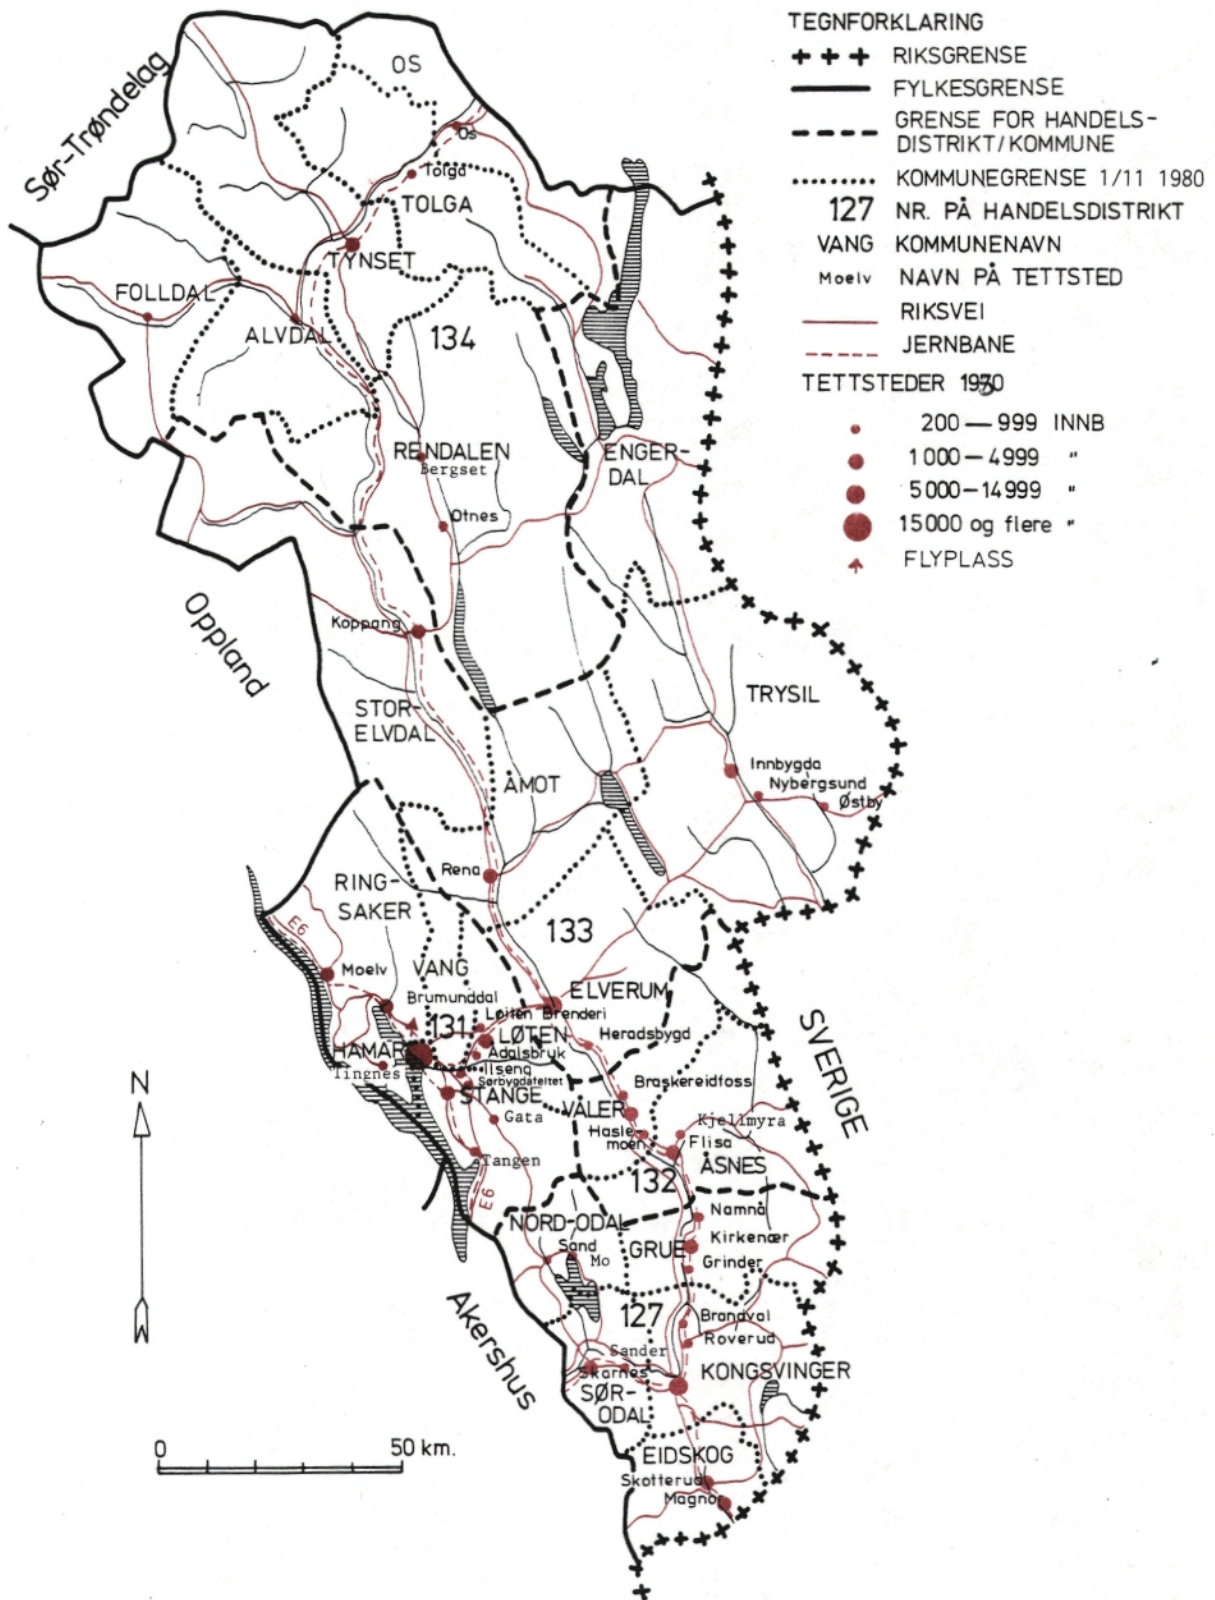 TEGNFORKLARING
RIKSGRENSE
FYLKESGRENSE
GRENSE FOR HANDELS-
DISTRIKT/KOMMUNE
KOMMUNEGRENSE 1/11 1980
127 NR. PÅ HANDELSDISTRIKT
VANG KOMMUNENAVN
Moelv NAVN PÅ TETTSTED
RIKSVEI
JERNBANE
TETTSTEDER
200 — 999 INNB
1000 — 4999 "
5000 — 14999 "
15000 og flere "
FLYPLASS
Sør-Trøndelag
OS
Os
Tolga
TOLGA
TYNSET
FOLLDAL
ALVDAL
134
RENDALEN
Bergset
ENGER-
DAL
Otnes
Oppland
Koppang
STOR-
ELVDAL
TRYSIL
Innbygda
Nybergsund
Østby
ÅMOT
Rena
RING-
SAKER
E6
133
Moelv
VANG
Brumunddal
ELVERUM
SVERIGE
131
Løiten Brenderi
LØTEN
Heradsbygd
HAMAR
Ådalsbruk
Tingnes
Ilseng
Sørbygdafeltet
STANGE
Gata
Braskereidfoss
VÅLER
Hasle-
moen
Kjellmyra
Flisa
ÅSNES
Tangen
132
E6
NORD-ODAL
Namnå
Kirkenær
Sand
Mo
GRUE
Grinder
127
Brandval
Roverud
Akershus
Sander
Skarnes
KONGSVINGER
SØR-
ODAL
EIDSKOG
Skotterud
Magnor
N
0 50 km.